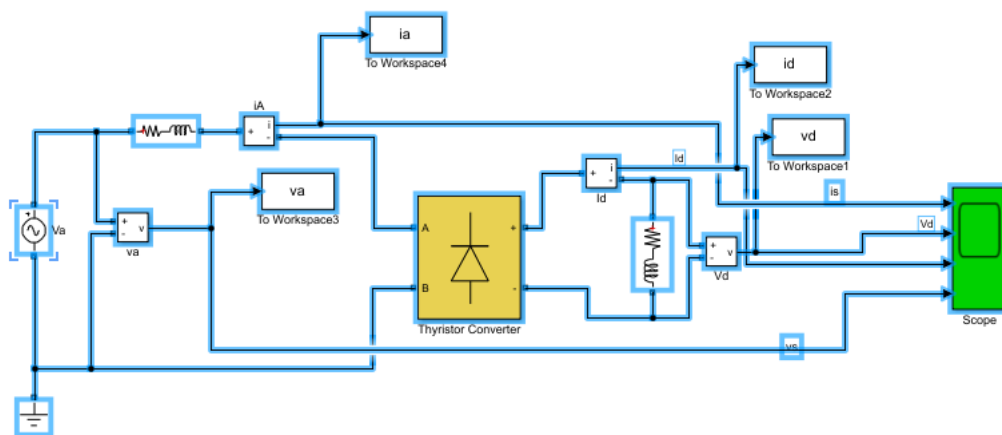 ia
To Workspace4
id
To Workspace2
iA
+
i
-
vd
To Workspace1
va
To Workspace3
Id
+
i
-
Id
is
Va
+
-
v
va
A
B
+
-
Thyristor Converter
+
-
v
Vd
Vd
vs
Scope